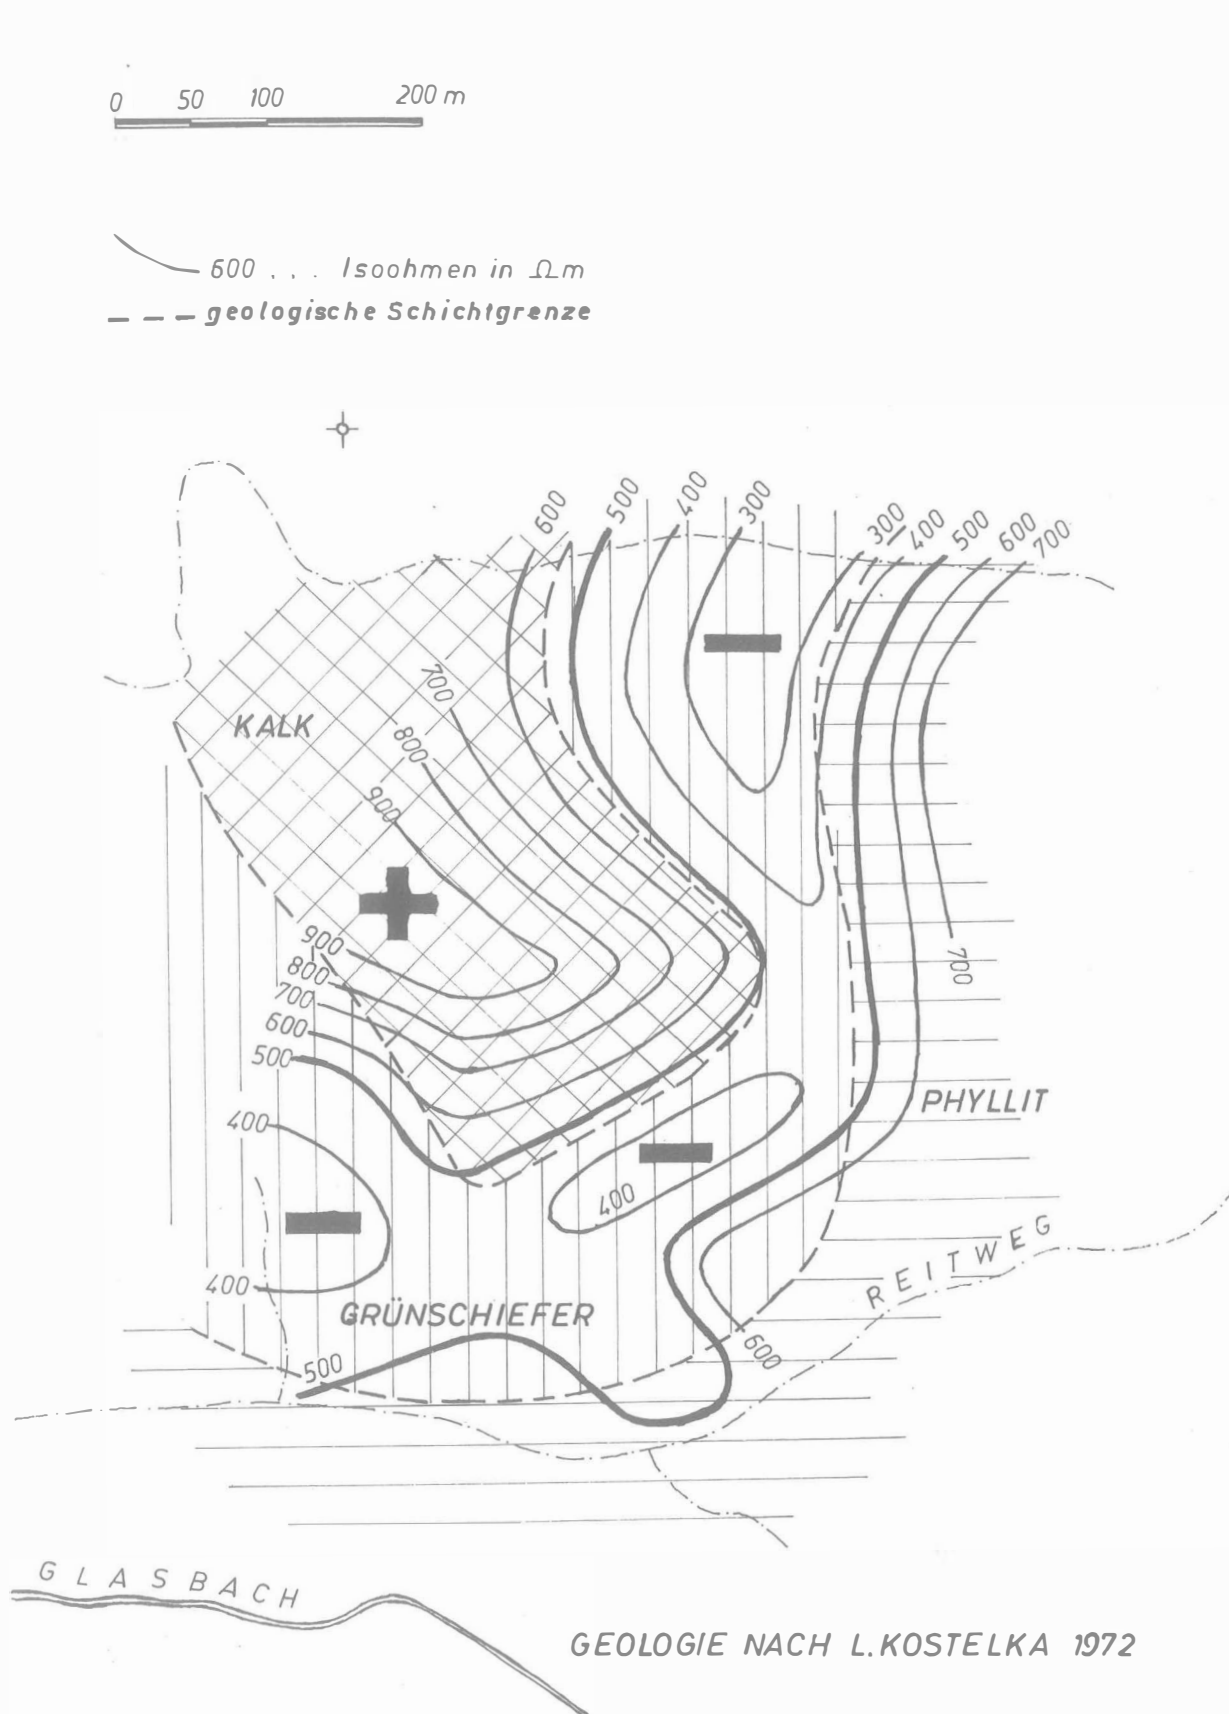 0 50 100 200 m
600 . . . Isoohmen in Ωm
geologische Schichtgrenze
600 500 400 300 300 400 500 600 700
700
KALK
800
900
900
800
700
700
600
500
PHYLLIT
400
400
REITWEG
400
GRÜNSCHIEFER
600
500
GLASBACH
GEOLOGIE NACH L. KOSTELKA 1972